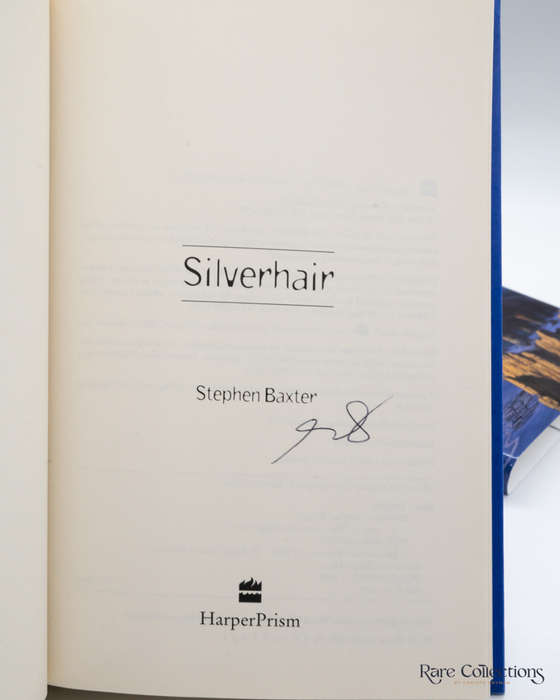 Silverhair
Stephen Baxter
HarperPrism
Rare Collections